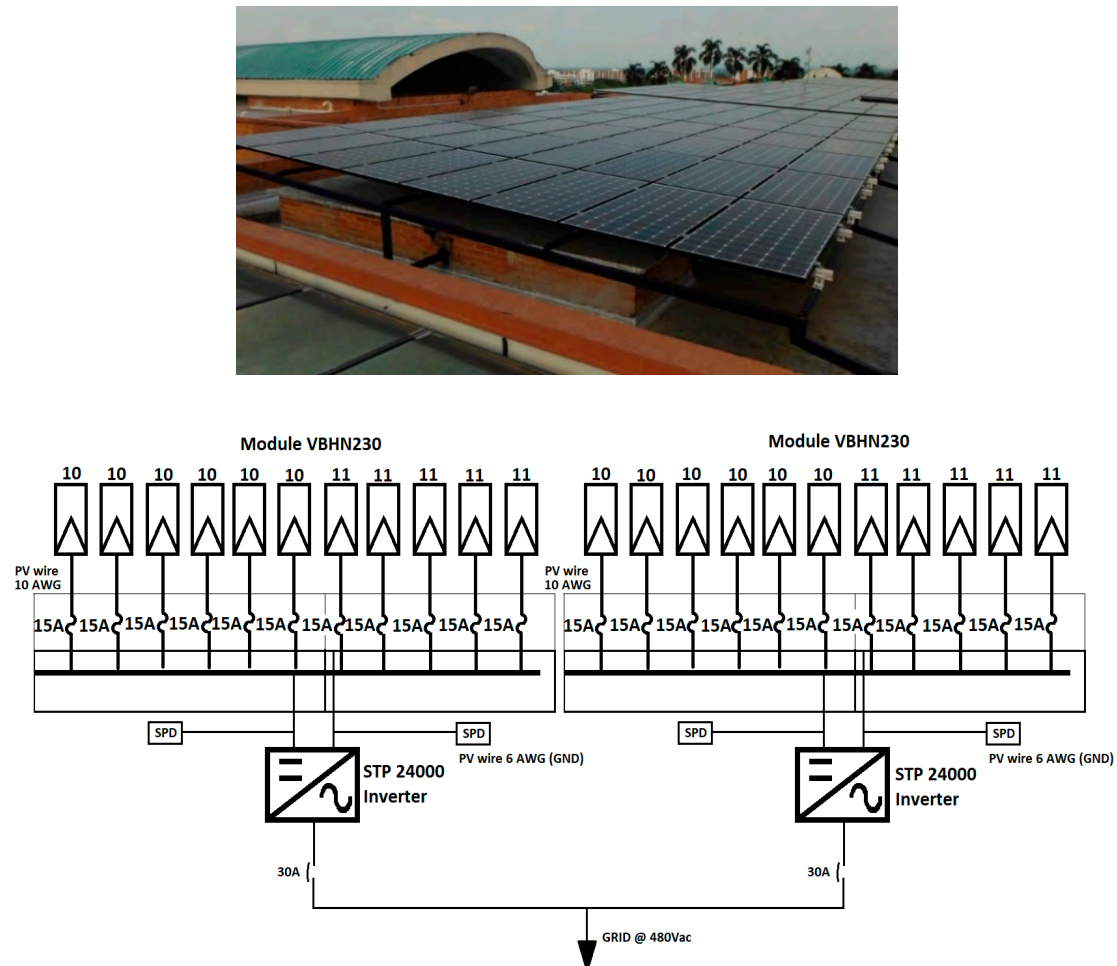 Module VBHN230
Module VBHN230
10 10 10 10 10 10 11 11 11 11 11
10 10 10 10 10 10 11 11 11 11 11
PV wire
10 AWG
PV wire
10 AWG
15A 15A 15A 15A 15A 15A 15A 15A 15A 15A 15A
15A 15A 15A 15A 15A 15A 15A 15A 15A 15A 15A
SPD
SPD
SPD
SPD
PV wire 6 AWG (GND)
PV wire 6 AWG (GND)
STP 24000
Inverter
STP 24000
Inverter
30A
30A
GRID @ 480Vac